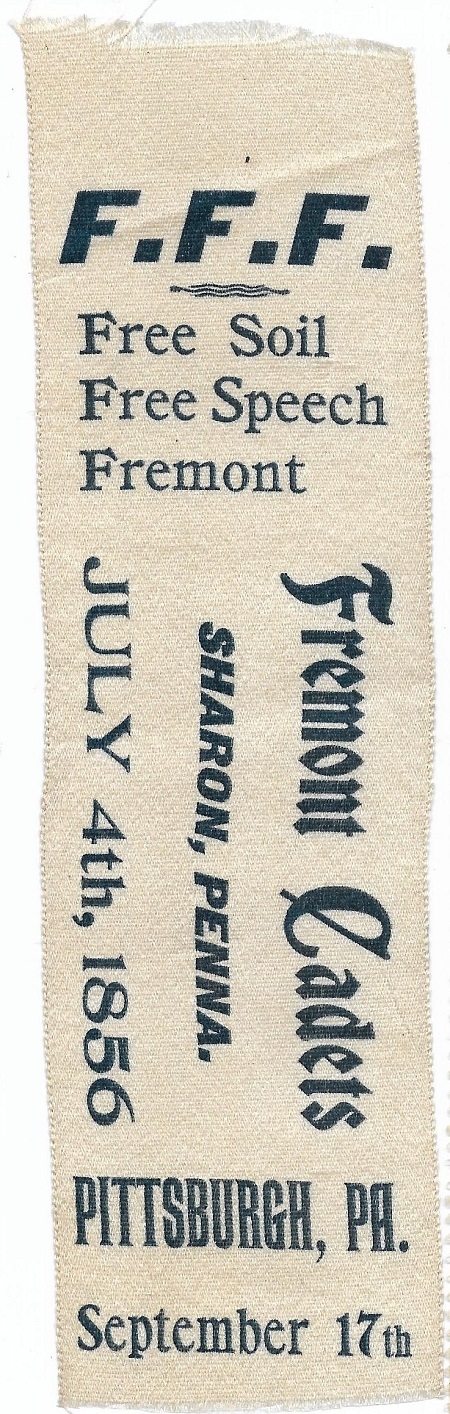 F.F.F.
Free Soil
Free Speech
Fremont
Fremont Cadets
SHARON, PENNA.
JULY 4th, 1856
PITTSBURGH, PA.
September 17th